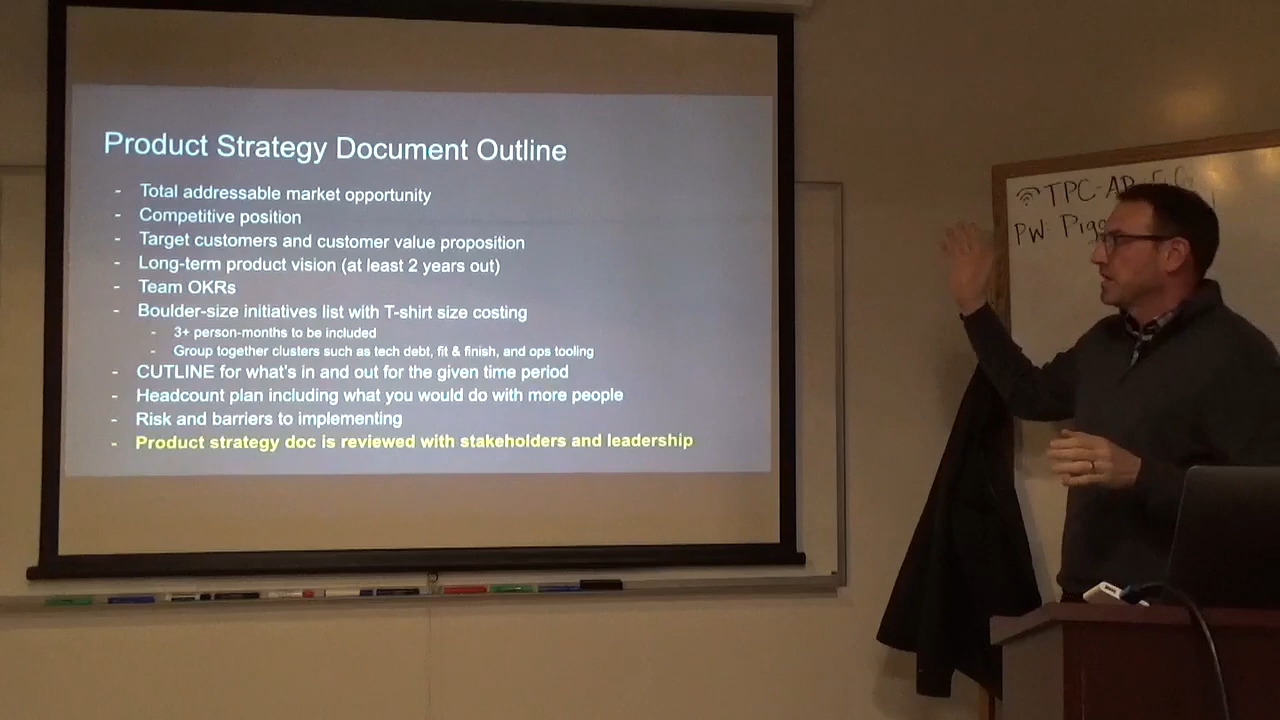 Product Strategy Document Outline
- Total addressable market opportunity
- Competitive position
- Target customers and customer value proposition
- Long-term product vision (at least 2 years out)
- Team OKRs
- Boulder-size initiatives list with T-shirt size costing
- 3+ person-months to be included
- Group together clusters such as tech debt, fit & finish, and ops tooling
- CUTLINE for what's in and out for the given time period
- Headcount plan including what you would do with more people
- Risk and barriers to implementing
- Product strategy doc is reviewed with stakeholders and leadership
TPC-AP
PW: